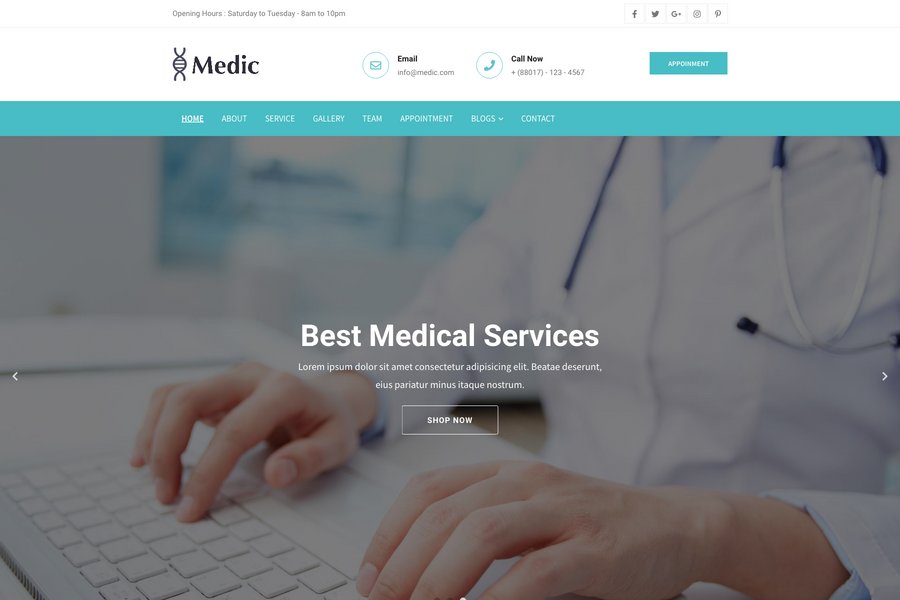 Opening Hours : Saturday to Tuesday - 8am to 10pm
Medic
Email
info@medic.com
Call Now
+ (88017) - 123 - 4567
APPOINMENT
HOME
ABOUT
SERVICE
GALLERY
TEAM
APPOINTMENT
BLOGS
CONTACT
Best Medical Services
Lorem ipsum dolor sit amet consectetur adipisicing elit. Beatae deserunt,
eius pariatur minus itaque nostrum.
SHOP NOW